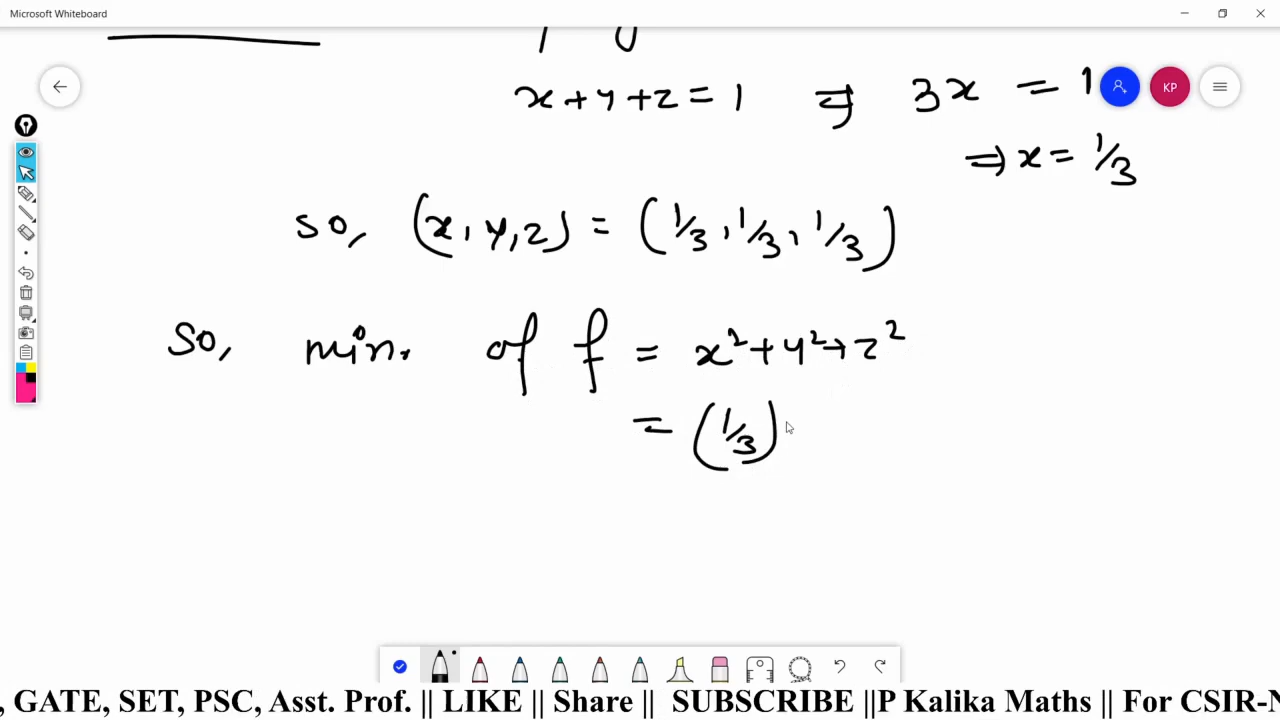 Microsoft Whiteboard
x+y+z=1 ⇒ 3x = 1
KP
⇒ x = 1/3
so, (x,y,z) = (1/3, 1/3, 1/3)
So, min. of f = x²+y²+z²
= (1/3)
, GATE, SET, PSC, Asst. Prof. || LIKE || Share || SUBSCRIBE ||P Kalika Maths || For CSIR-N